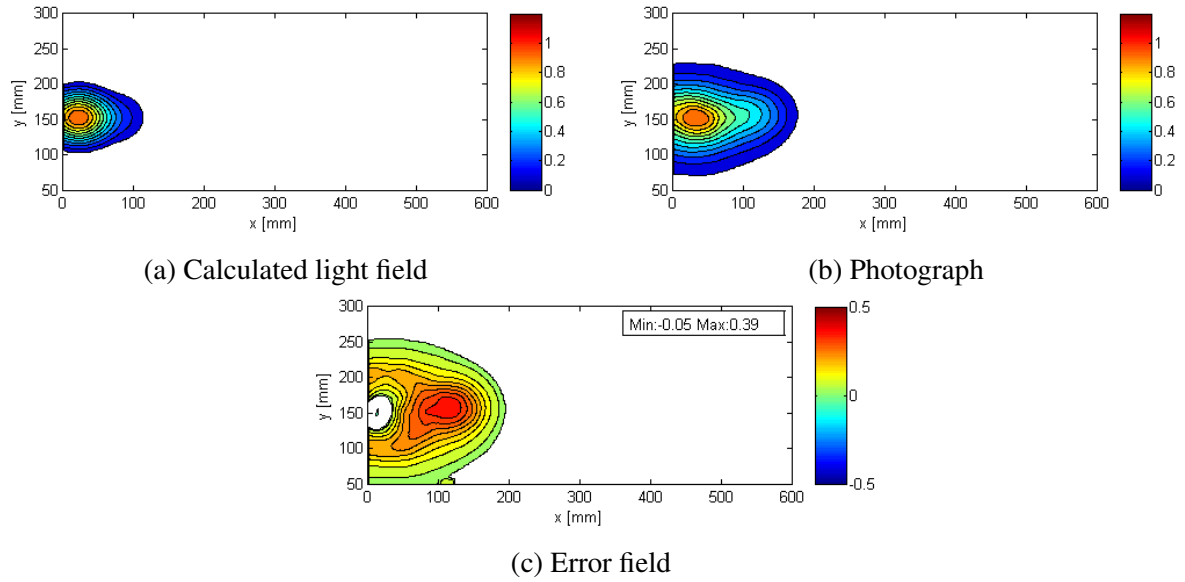 300
250
200
150
100
50
y [mm]
0 100 200 300 400 500 600
x [mm]
1
0.8
0.6
0.4
0.2
0
(a) Calculated light field
300
250
200
150
100
50
y [mm]
0 100 200 300 400 500 600
x [mm]
1
0.8
0.6
0.4
0.2
0
(b) Photograph
300
250
200
150
100
50
y [mm]
Min:-0.05 Max:0.39
0 100 200 300 400 500 600
x [mm]
0.5
0
-0.5
(c) Error field